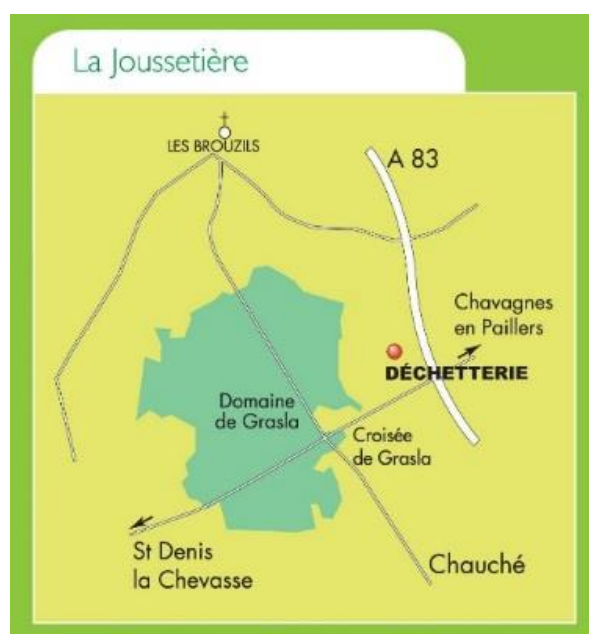 La Joussetière
LES BROUZILS
A 83
Chavagnes
en Paillers
DÉCHETTERIE
Domaine
de Grasla
Croisée
de Grasla
St Denis
la Chevasse
Chauché